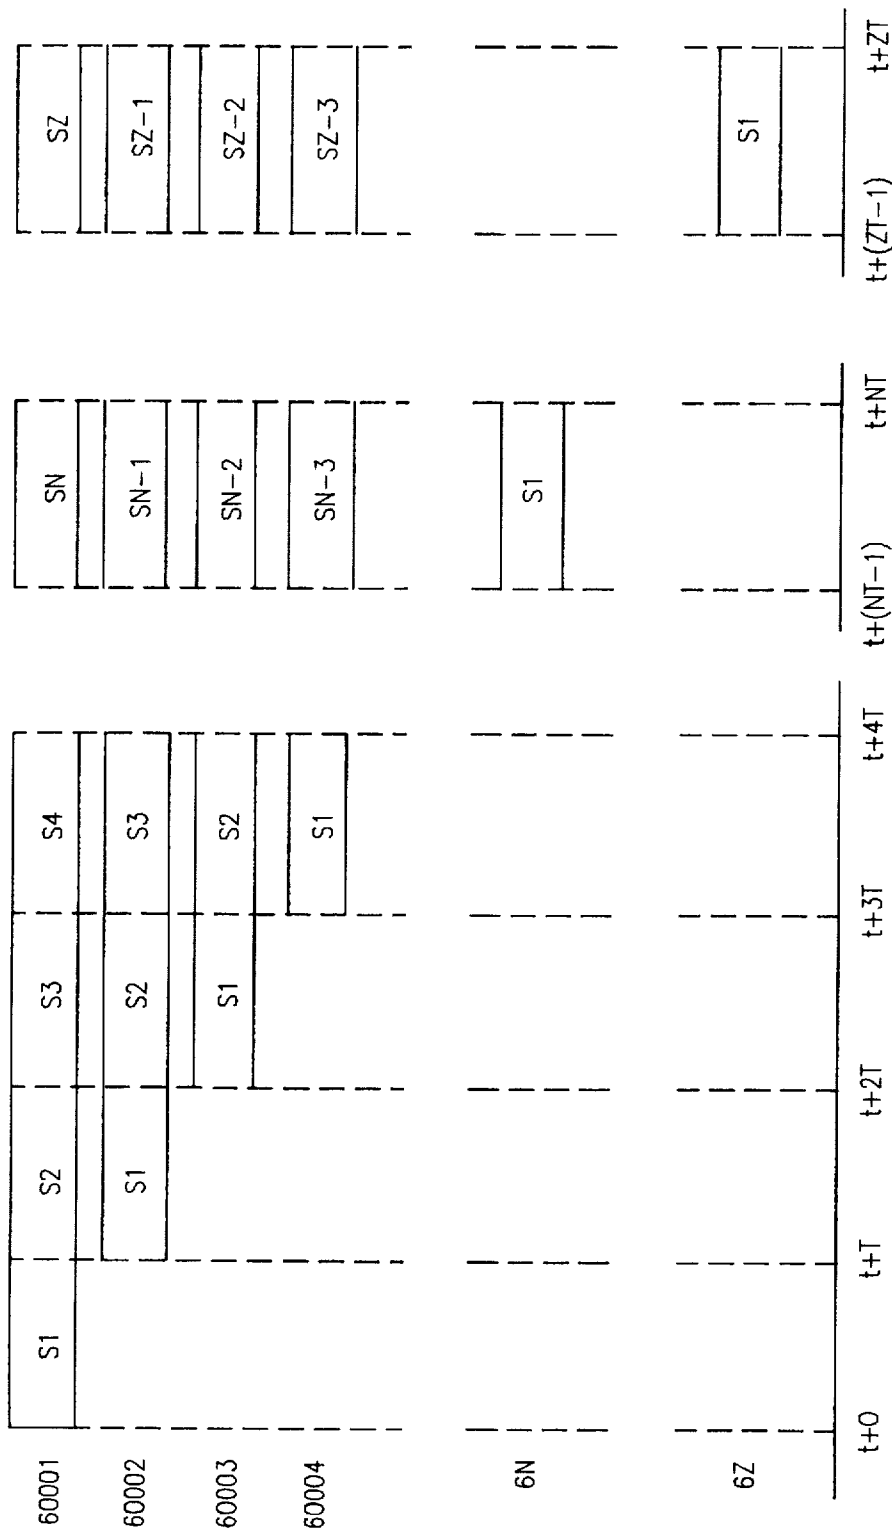 60001 S1 S2 S3 S4 SN SZ
60002 S1 S2 S3 SN-1 SZ-1
60003 S1 S2 SN-2 SZ-2
60004 S1 SN-3 SZ-3
6N S1
6Z S1
t+0 t+T t+2T t+3T t+4T t+(NT-1) t+NT t+(ZT-1) t+ZT